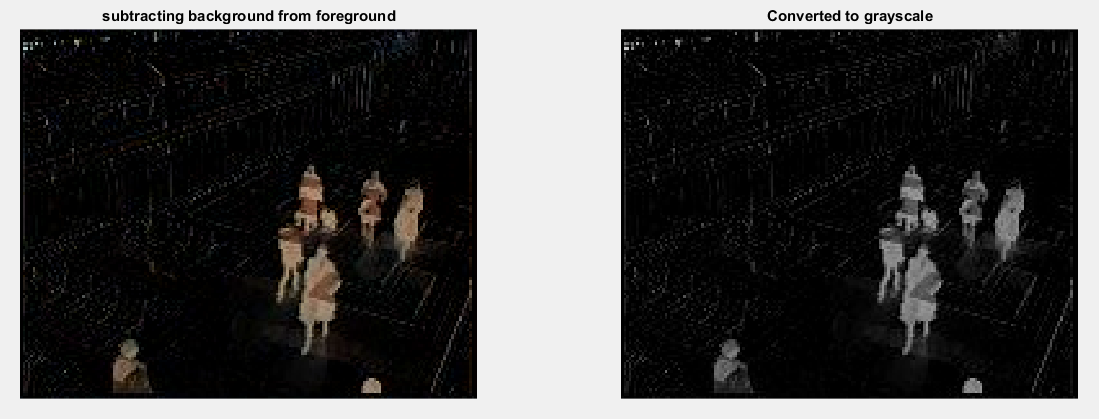 subtracting background from foreground
Converted to grayscale